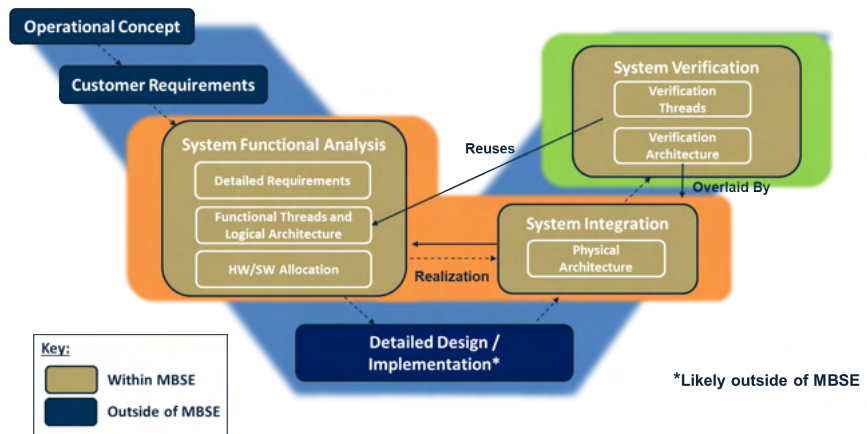 Operational Concept
Customer Requirements
System Functional Analysis
Detailed Requirements
Functional Threads and
Logical Architecture
HW/SW Allocation
Reuses
System Verification
Verification
Threads
Verification
Architecture
Overlaid By
System Integration
Physical
Architecture
Realization
Detailed Design /
Implementation*
Key:
Within MBSE
Outside of MBSE
*Likely outside of MBSE